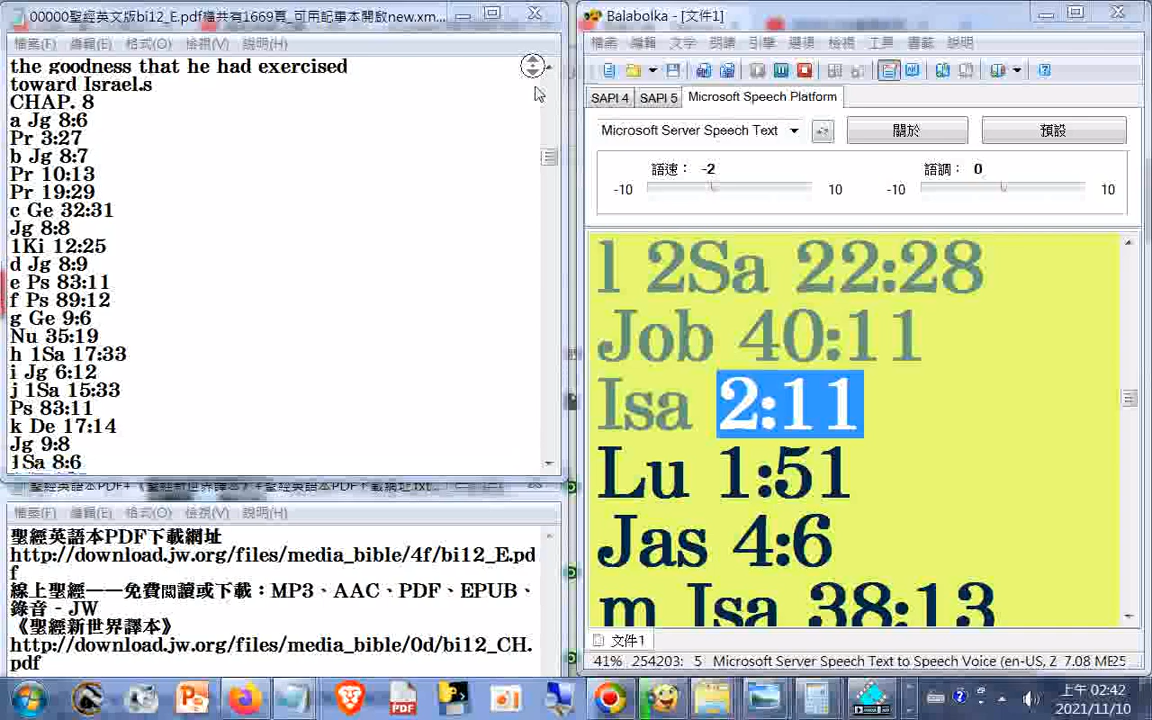 00000聖經英文版bi12_E.pdf檔共有1669頁_可用記事本開啟new.xm...
檔案(F) 編輯(E) 格式(O) 檢視(V) 說明(H)
the goodness that he had exercised
toward Israel.s
CHAP. 8
a Jg 8:6
Pr 3:27
b Jg 8:7
Pr 10:13
Pr 19:29
c Ge 32:31
Jg 8:8
1Ki 12:25
d Jg 8:9
e Ps 83:11
f Ps 89:12
g Ge 9:6
Nu 35:19
h 1Sa 17:33
i Jg 6:12
j 1Sa 15:33
Ps 83:11
k De 17:14
Jg 9:8
1Sa 8:6
檔案(F) 編輯(E) 格式(O) 檢視(V) 說明(H)
聖經英語本PDF下載網址
http://download.jw.org/files/media_bible/4f/bi12_E.pd
f
線上聖經——免費閱讀或下載：MP3、AAC、PDF、EPUB、
錄音 - JW
《聖經新世界譯本》
http://download.jw.org/files/media_bible/0d/bi12_CH.
pdf
Balabolka - [文件1]
檔案 編輯 文字 朗讀 引擎 選項 檢視 工具 書籤 說明
SAPI 4 SAPI 5 Microsoft Speech Platform
Microsoft Server Speech Text 關於 預設
語速： -2 語調： 0
-10 10 -10 10
l 2Sa 22:28
Job 40:11
Isa 2:11
Lu 1:51
Jas 4:6
m Isa 38:13
文件1
41% 254203: 5 Microsoft Server Speech Text to Speech Voice (en-US, Z 7.08 ME25
上午 02:42
2021/11/10